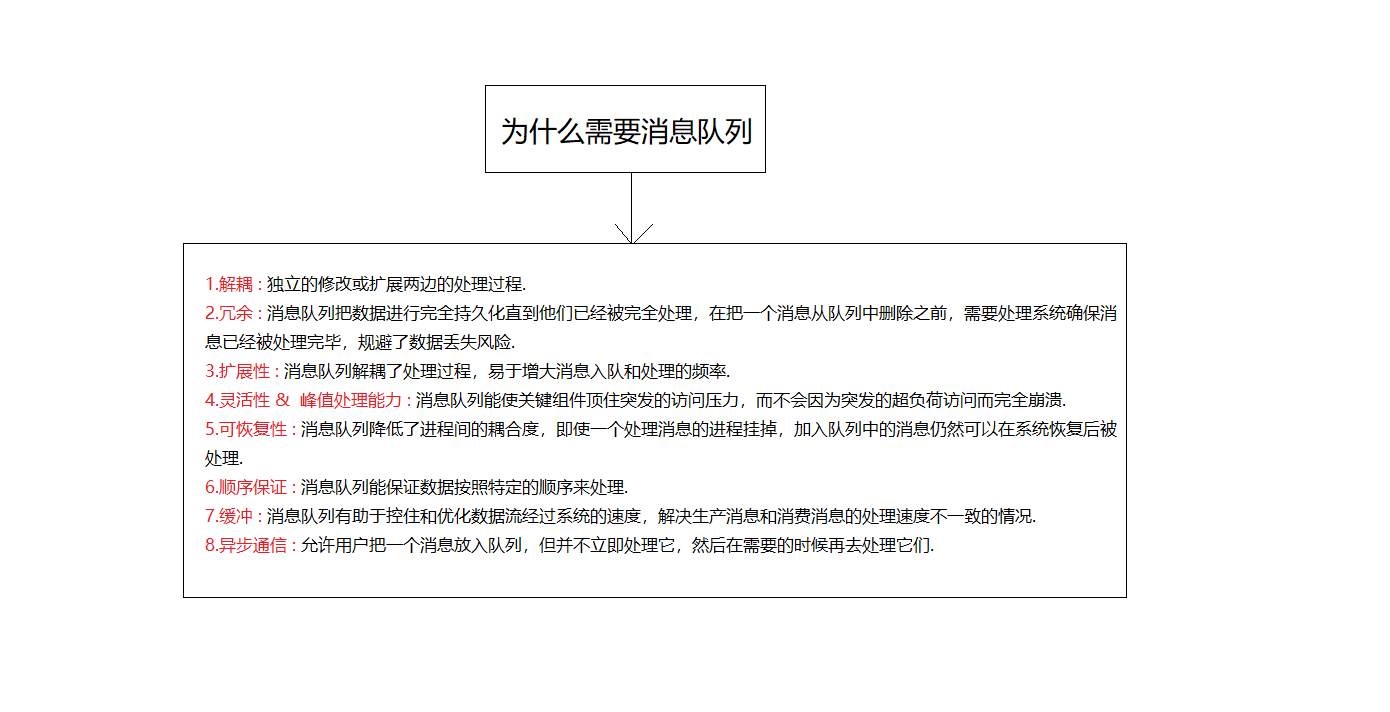 为什么需要消息队列
1.解耦 : 独立的修改或扩展两边的处理过程.
2.冗余 : 消息队列把数据进行完全持久化直到他们已经被完全处理，在把一个消息从队列中删除之前，需要处理系统确保消
息已经被处理完毕，规避了数据丢失风险.
3.扩展性 : 消息队列解耦了处理过程，易于增大消息入队和处理的频率.
4.灵活性 &  峰值处理能力 : 消息队列能使关键组件顶住突发的访问压力，而不会因为突发的超负荷访问而完全崩溃.
5.可恢复性 : 消息队列降低了进程间的耦合度，即使一个处理消息的进程挂掉，加入队列中的消息仍然可以在系统恢复后被
处理.
6.顺序保证 : 消息队列能保证数据按照特定的顺序来处理.
7.缓冲 : 消息队列有助于控住和优化数据流经过系统的速度，解决生产消息和消费消息的处理速度不一致的情况.
8.异步通信 : 允许用户把一个消息放入队列，但并不立即处理它，然后在需要的时候再去处理它们.